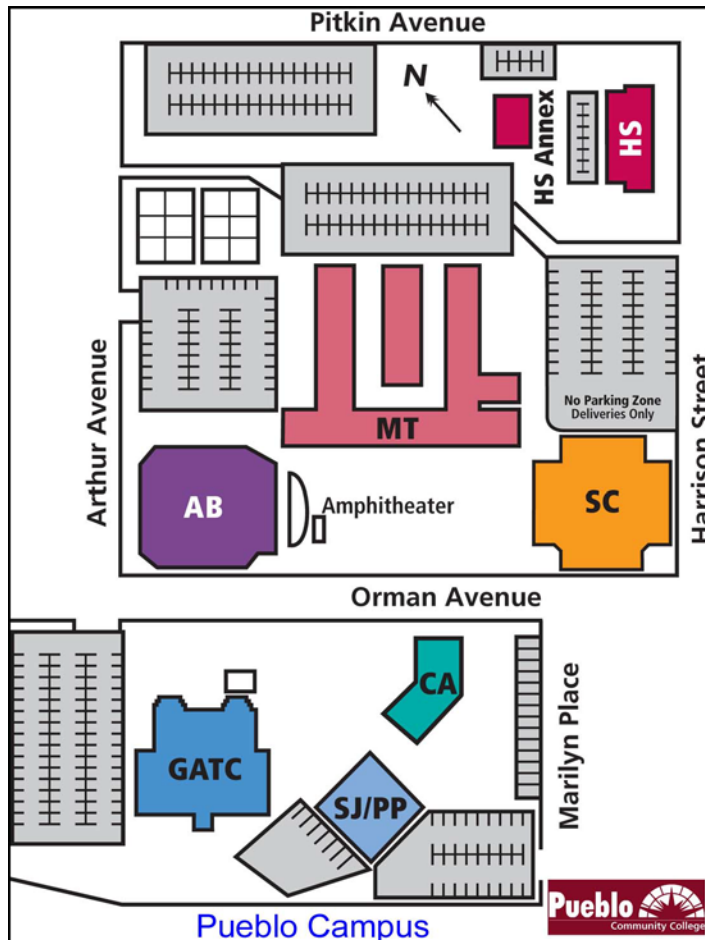 Pitkin Avenue
N
HS Annex
HS
Arthur Avenue
No Parking Zone
Deliveries Only
Harrison Street
MT
AB
Amphitheater
SC
Orman Avenue
CA
Marilyn Place
GATC
SJ/PP
Pueblo Campus
Pueblo
Community College